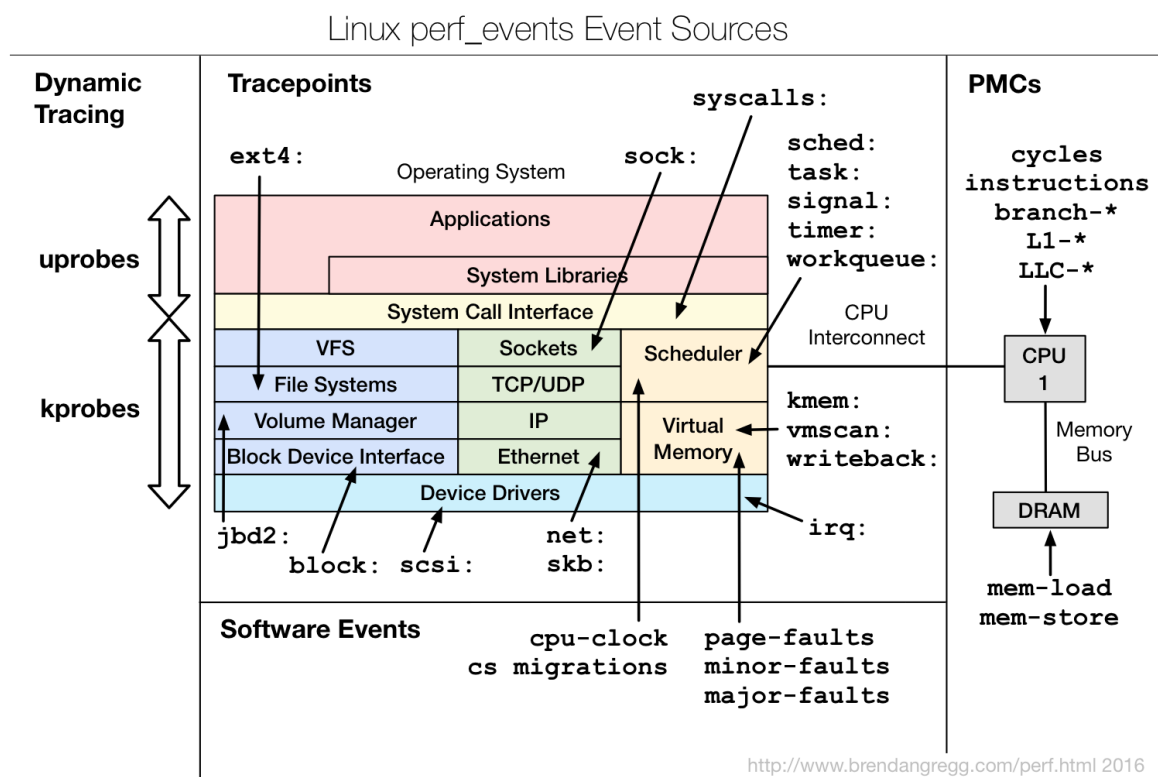 Linux perf_events Event Sources
Dynamic
Tracing
uprobes
kprobes
Tracepoints
syscalls:
ext4:
Operating System
sock:
sched:
task:
signal:
timer:
workqueue:
Applications
System Libraries
System Call Interface
VFS
Sockets
Scheduler
File Systems
TCP/UDP
Volume Manager
IP
Virtual
Memory
Block Device Interface
Ethernet
Device Drivers
CPU
Interconnect
kmem:
vmscan:
writeback:
jbd2:
block:
scsi:
net:
skb:
irq:
Software Events
cpu-clock
cs migrations
page-faults
minor-faults
major-faults
PMCs
cycles
instructions
branch-*
L1-*
LLC-*
CPU
1
Memory
Bus
DRAM
mem-load
mem-store
http://www.brendangregg.com/perf.html 2016